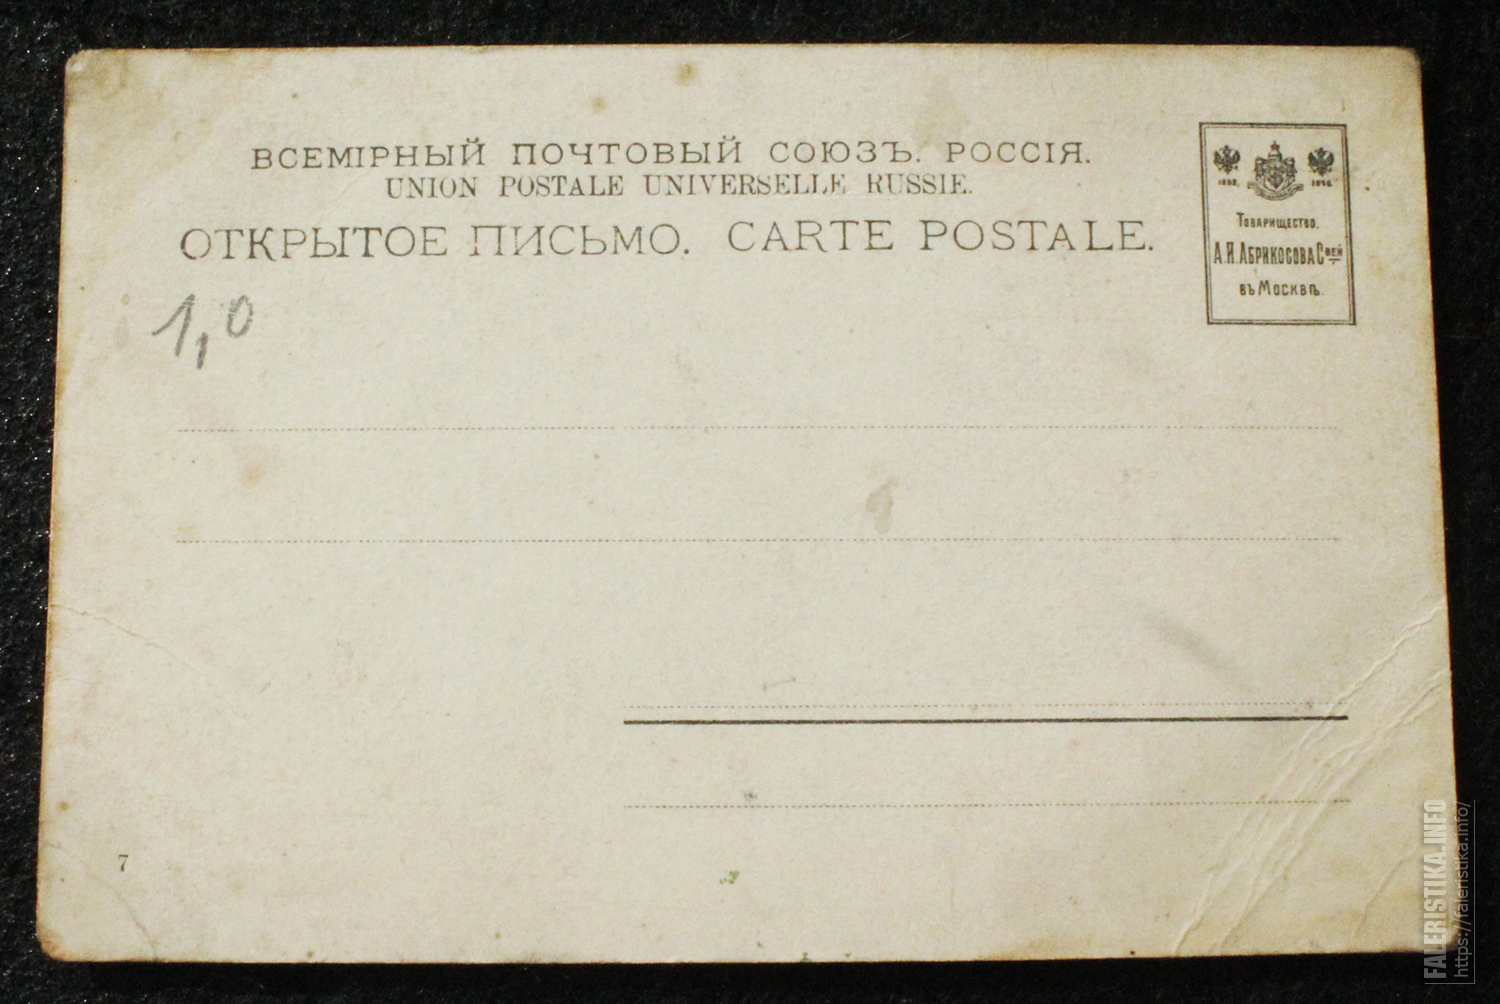 ВСЕМІРНЫЙ ПОЧТОВЫЙ СОЮЗЪ. РОССІЯ.
UNION POSTALE UNIVERSELLE RUSSIE.
ОТКРЫТОЕ ПИСЬМО. CARTE POSTALE.
Товарищество.
А.И.Абрикосова Свей
въ Москвѣ.
1,0
7
FALERISTIKA.INFO
https://faleristika.info/